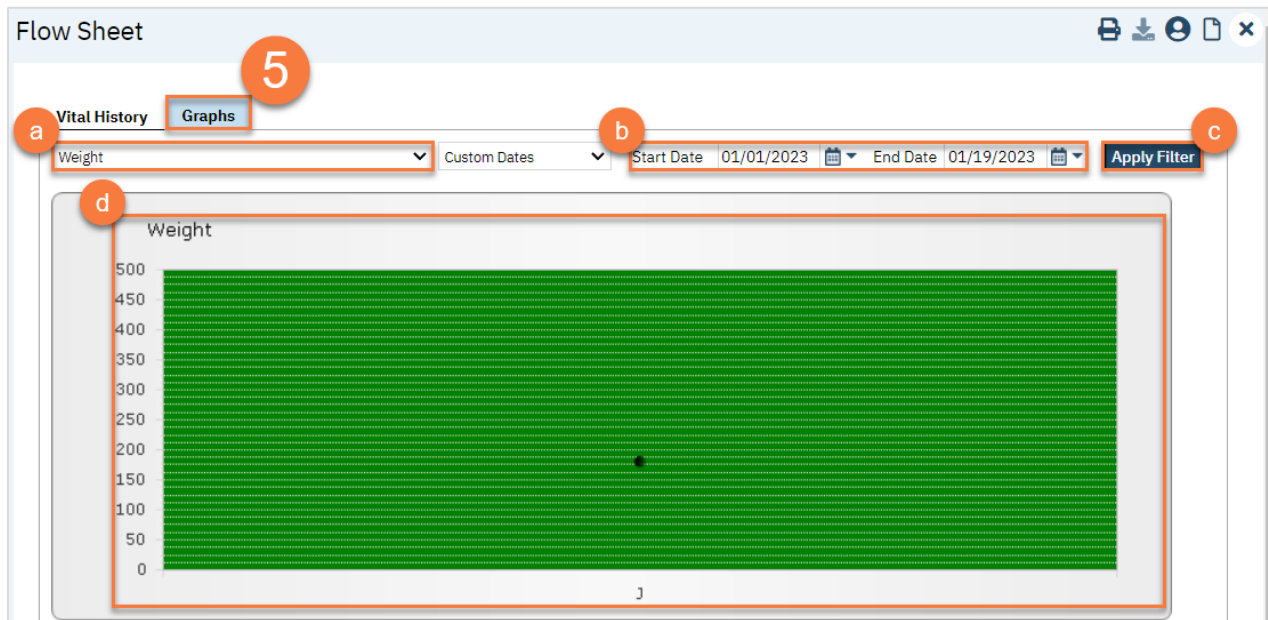 Flow Sheet
5
Vital History Graphs
a b c
Weight Custom Dates Start Date 01/01/2023 End Date 01/19/2023 Apply Filter
d
Weight
500
450
400
350
300
250
200
150
100
50
0
J